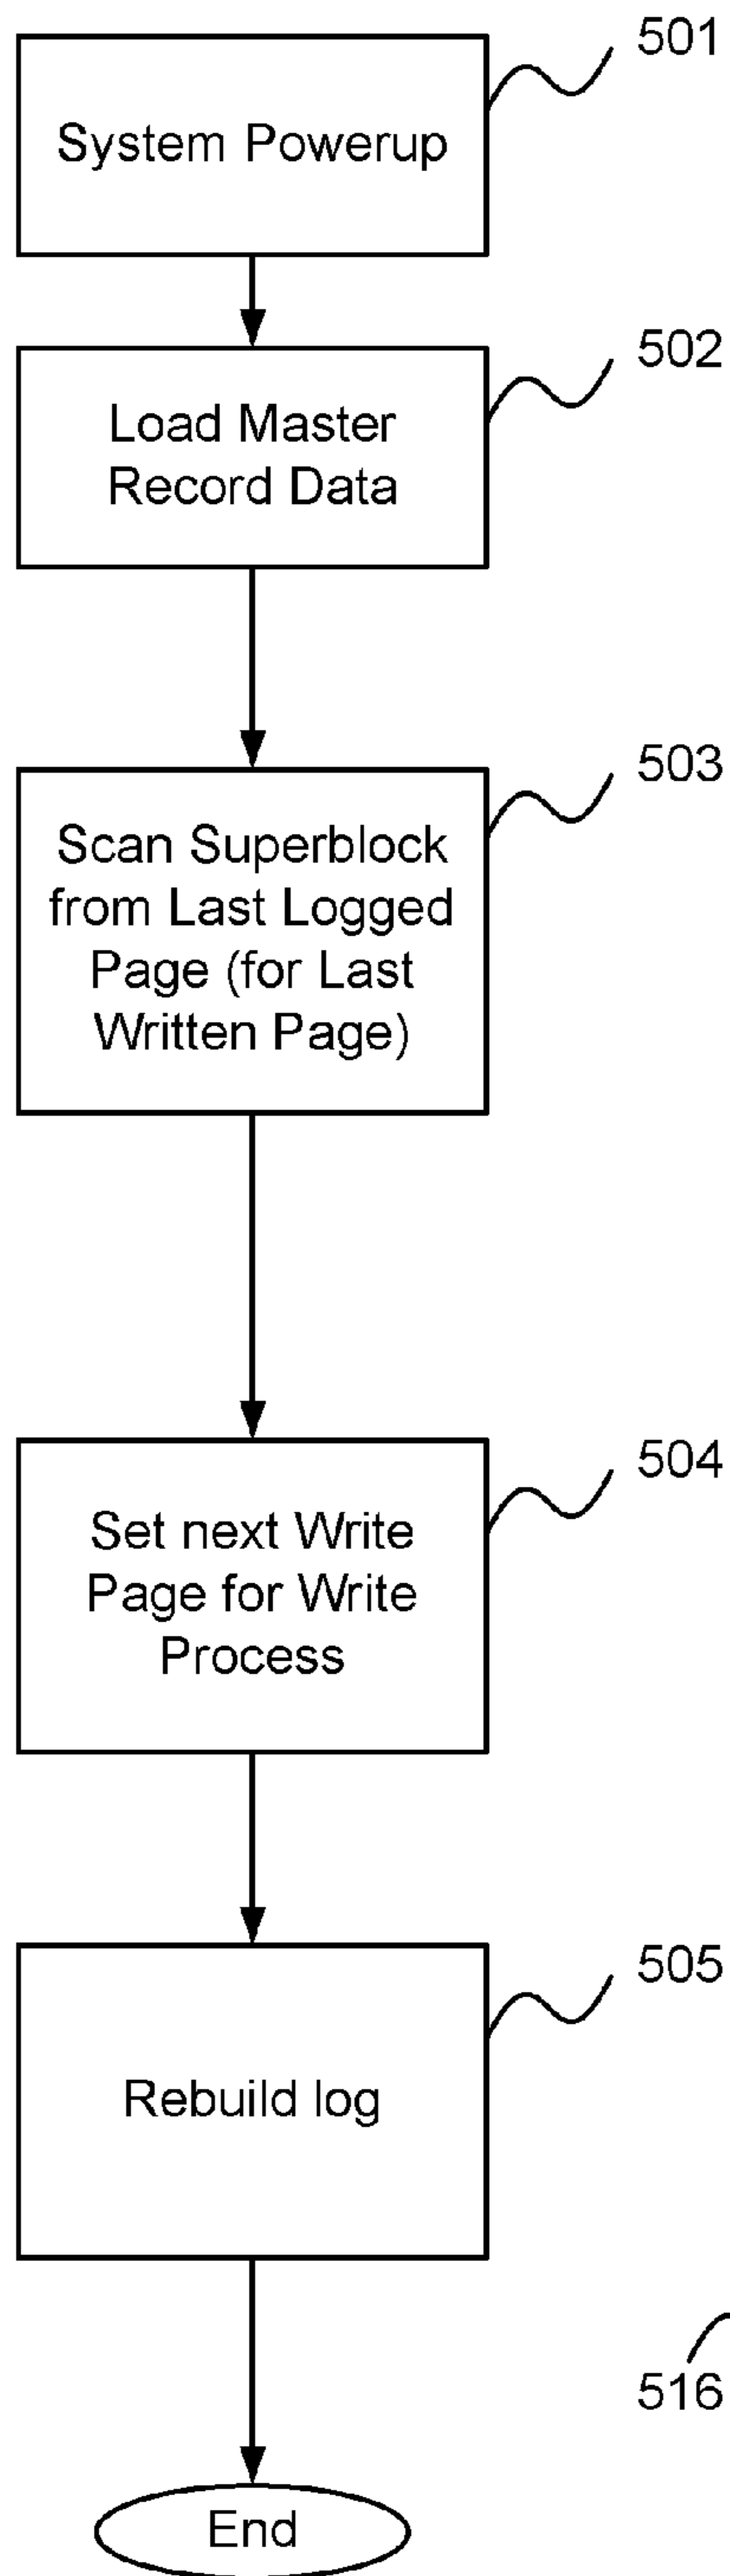 501
System Powerup
502
Load Master
Record Data
503
Scan Superblock
from Last Logged
Page (for Last
Written Page)
504
Set next Write
Page for Write
Process
505
Rebuild log
516
End